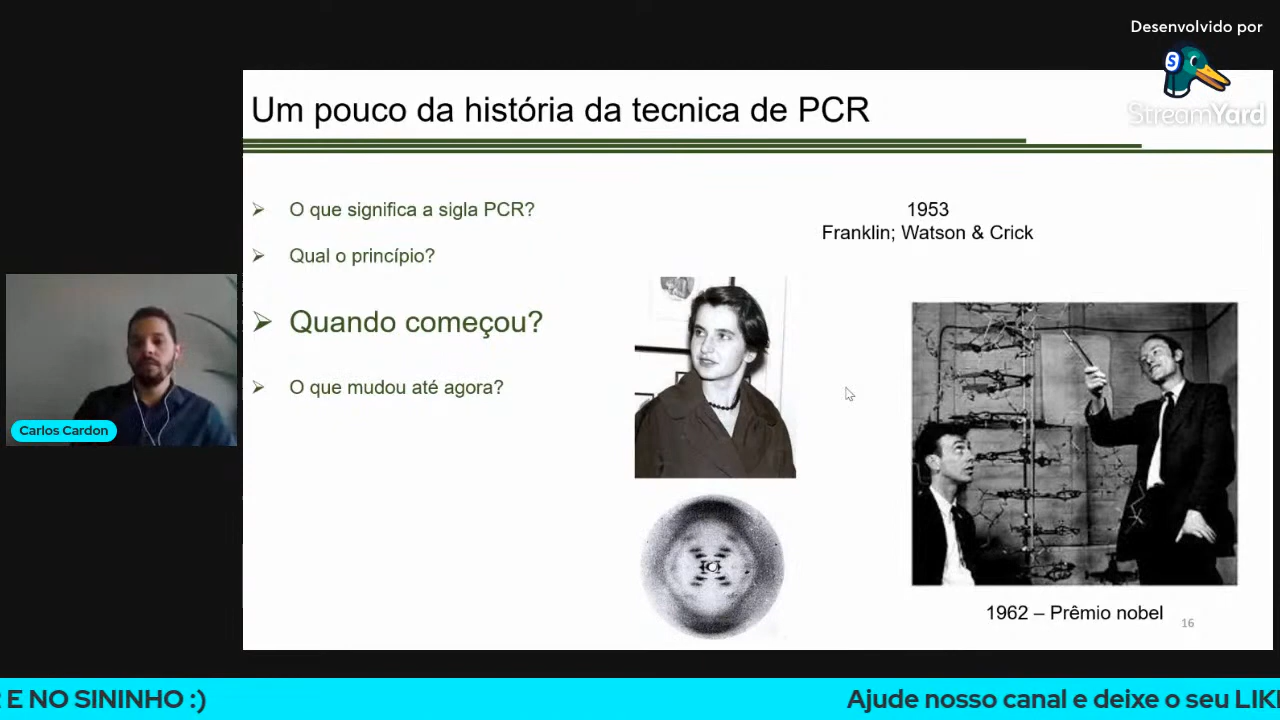 Desenvolvido por
S
StreamYard
Um pouco da história da tecnica de PCR
O que significa a sigla PCR?
Qual o princípio?
Quando começou?
O que mudou até agora?
1953
Franklin; Watson & Crick
1962 – Prêmio nobel
16
Carlos Cardon
E NO SININHO :)
Ajude nosso canal e deixe o seu